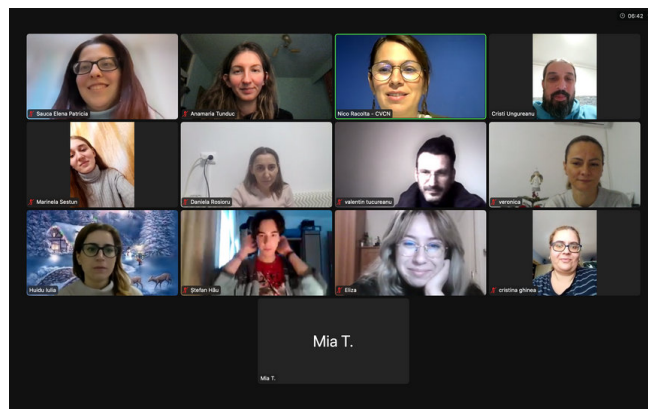 06:42
Sauca Elena Patricia
Anamaria Tunduc
Nico Racolta - CVCN
Cristi Ungureanu
Marinela Sestun
Daniela Rosioru
valentin tucureanu
veronica
Huidu Iulia
Ștefan Hău
Eliza
cristina ghinea
Mia T.
Mia T.